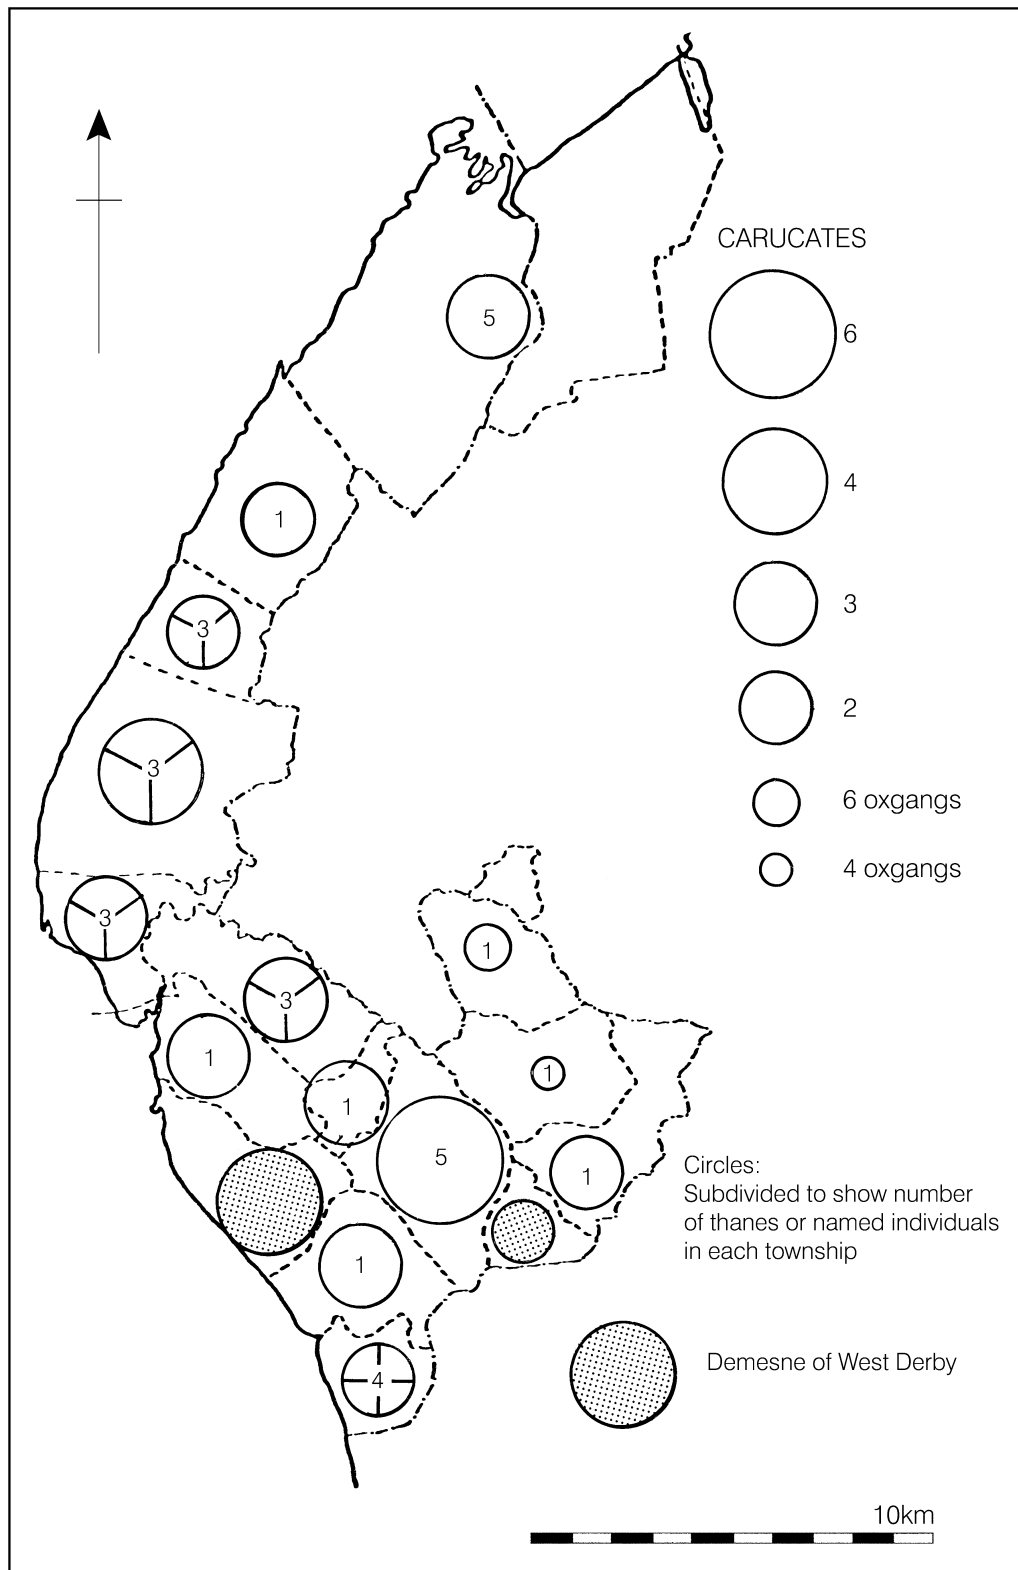 CARUCATES
6
5
4
1
3
3
2
3
6 oxgangs
4 oxgangs
3
1
3
1
1
1
5
1
Circles:
Subdivided to show number
of thanes or named individuals
in each township
1
4
Demesne of West Derby
10km